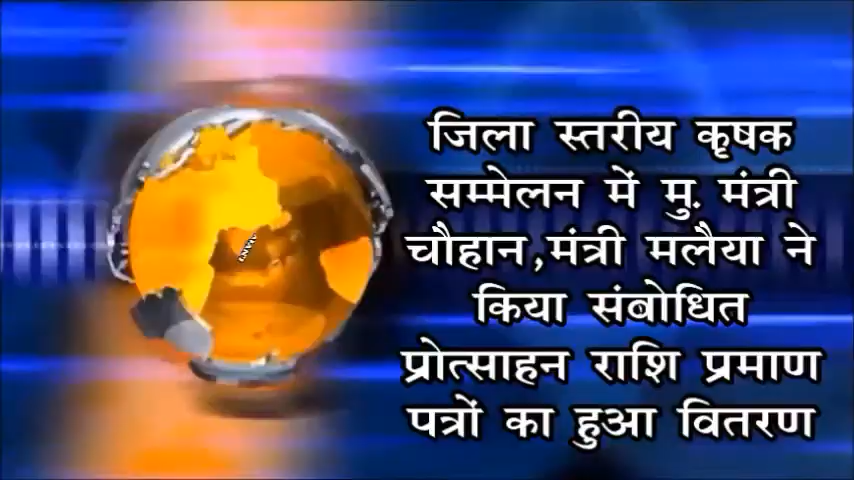 जिला स्तरीय कृषक
सम्मेलन में मु. मंत्री
चौहान,मंत्री मलैया ने
किया संबोधित
प्रोत्साहन राशि प्रमाण
पत्रों का हुआ वितरण